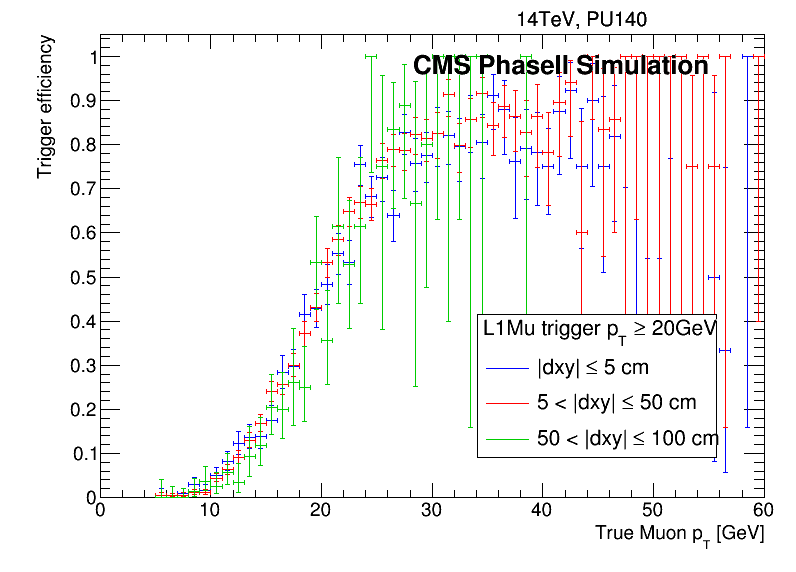 14TeV, PU140
CMS PhaseII Simulation
Trigger efficiency
1
0.9
0.8
0.7
0.6
0.5
0.4
0.3
0.2
0.1
0
L1Mu trigger p_T ≥ 20GeV
|dxy| ≤ 5 cm
5 < |dxy| ≤ 50 cm
50 < |dxy| ≤ 100 cm
0 10 20 30 40 50 60
True Muon p_T [GeV]